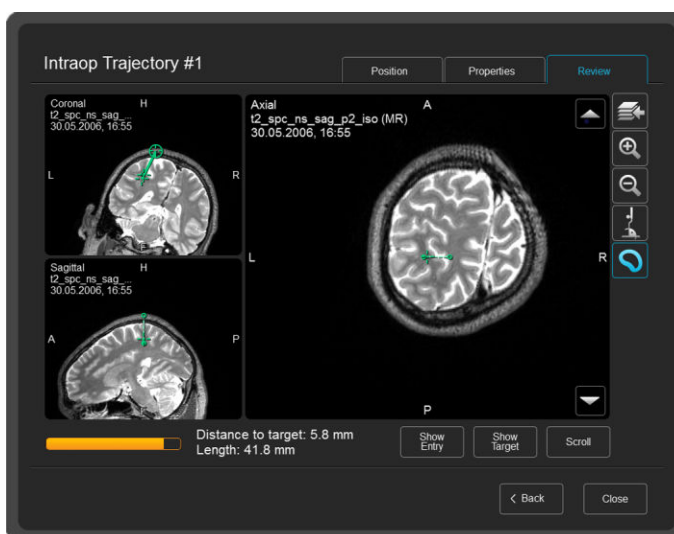 Intraop Trajectory #1
Position
Properties
Review
Coronal
H
t2_spc_ns_sag_...
30.05.2006, 16:55
L
R
F
Sagittal
H
t2_spc_ns_sag_...
30.05.2006, 16:55
A
P
Axial
A
t2_spc_ns_sag_p2_iso (MR)
30.05.2006, 16:55
L
R
P
Distance to target: 5.8 mm
Length: 41.8 mm
Show
Entry
Show
Target
Scroll
< Back
Close